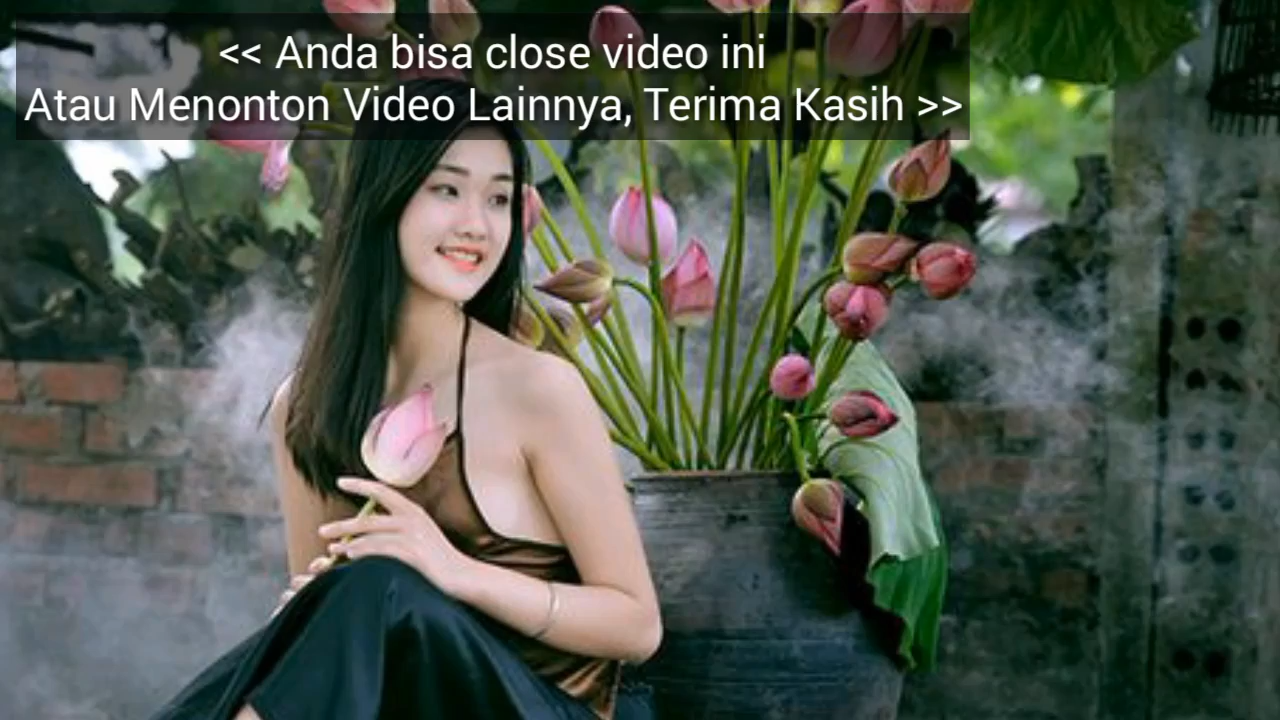 << Anda bisa close video ini
Atau Menonton Video Lainnya, Terima Kasih >>